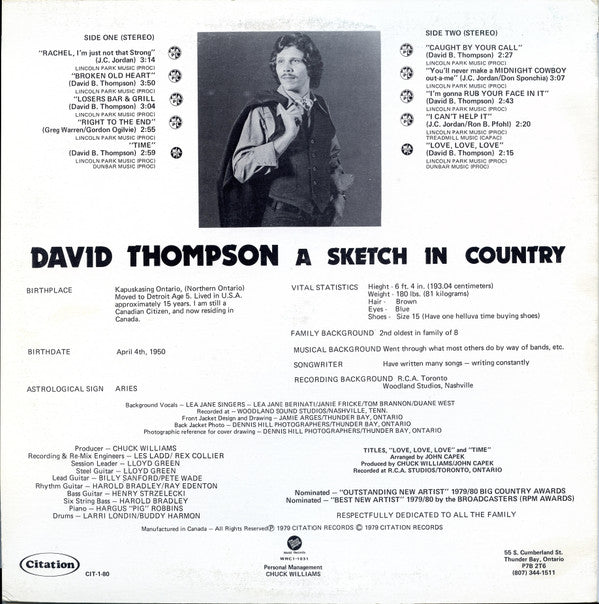 SIDE ONE (STEREO)
"RACHEL, I'm just not that Strong"
(J.C. Jordan) 3:14
LINCOLN PARK MUSIC (PROC)
"BROKEN OLD HEART"
(David B. Thompson) 3:50
LINCOLN PARK MUSIC (PROC)
"LOSERS BAR & GRILL
(David B. Thompson) 3:04
LINCOLN PARK MUSIC (PROC)
"RIGHT TO THE END"
(Greg Warren/Gordon Ogilvie) 2:55
LINCOLN PARK MUSIC (PROC)
"TIME"
(David B. Thompson) 2:59
LINCOLN PARK MUSIC (PROC)
DUNBAR MUSIC (PROC)
SIDE TWO (STEREO)
"CAUGHT BY YOUR CALL"
(David B. Thompson) 2:27
LINCOLN PARK MUSIC (PROC)
"You'll never make a MIDNIGHT COWBOY
out-a-me" (J.C. Jordan/Don Sponchia) 3:07
LINCOLN PARK MUSIC (PROC)
"I'm gonna RUB YOUR FACE IN IT"
(David B. Thompson) 2:43
LINCOLN PARK MUSIC (PROC)
"I CAN'T HELP IT"
(J.C. Jordan/Ron B. Pfohl) 2:20
TREADMILL MUSIC (CAPAC)
"LOVE, LOVE, LOVE"
(David B. Thompson) 2:15
LINCOLN PARK MUSIC (PROC)
DUNBAR MUSIC (PROC)
DAVID THOMPSON A SKETCH IN COUNTRY
BIRTHPLACE Kapuskasing Ontario, (Northern Ontario)
Moved to Detroit Age 5. Lived in U.S.A.
approximately 15 years. I am still a
Canadian Citizen, and now residing in
Canada.
BIRTHDATE April 4th, 1950
ASTROLOGICAL SIGN ARIES
VITAL STATISTICS Hieght - 6 ft. 4 in. (193.04 centimeters)
Weight - 180 lbs. (81 kilograms)
Hair - Brown
Eyes - Blue
Shoes - Size 15 (Have one helluva time buying shoes)
FAMILY BACKGROUND 2nd oldest in family of 8
MUSICAL BACKGROUND Went through what most others do by way of bands, etc.
SONGWRITER Have written many songs — writing constantly
RECORDING BACKGROUND R.C.A. Toronto
Woodland Studios, Nashville
Background Vocals — LEA JANE SINGERS — LEA JANE BERINATI/JANIE FRICKE/TOM BRANNON/DUANE WEST
Recorded at — WOODLAND SOUND STUDIOS/NASHVILLE, TENN.
Front Jacket Design and Drawing — JAMIE ARGES/THUNDER BAY, ONTARIO
Back Jacket Photo — DENNIS HILL PHOTOGRAPHERS/THUNDER BAY, ONTARIO
Photographic reference for cover drawing — DENNIS HILL PHOTOGRAPHERS/THUNDER BAY, ONTARIO
Producer — CHUCK WILLIAMS
Recording & Re-Mix Engineers — LES LADD/ REX COLLIER
Session Leader — LLOYD GREEN
Steel Guitar — LLOYD GREEN
Lead Guitar — BILLY SANFORD/PETE WADE
Rhythm Guitar — HAROLD BRADLEY/RAY EDENTON
Bass Guitar — HENRY STRZELECKI
Six String Bass — HAROLD BRADLEY
Piano — HARGUS "PIG" ROBBINS
Drums — LARRI LONDIN/BUDDY HARMON
TITLES, "LOVE, LOVE, LOVE" and "TIME"
Arranged by JOHN CAPEK
Produced by CHUCK WILLIAMS/JOHN CAPEK
Recorded at R.C.A. STUDIOS/TORONTO, ONTARIO
Nominated — "OUTSTANDING NEW ARTIST" 1979/80 BIG COUNTRY AWARDS
Nominated — "BEST NEW ARTIST" 1979/80 by the BROADCASTERS (RPM AWARDS)
RESPECTFULLY DEDICATED TO ALL THE FAMILY
Manufactured in Canada — All Rights Reserved Ⓟ 1979 CITATION RECORDS © 1979 CITATION RECORDS
Citation
CIT-1-80
WRC1-1031
Personal Management
CHUCK WILLIAMS
55 S. Cumberland St.
Thunder Bay, Ontario
P7B 2T6
(807) 344-1511